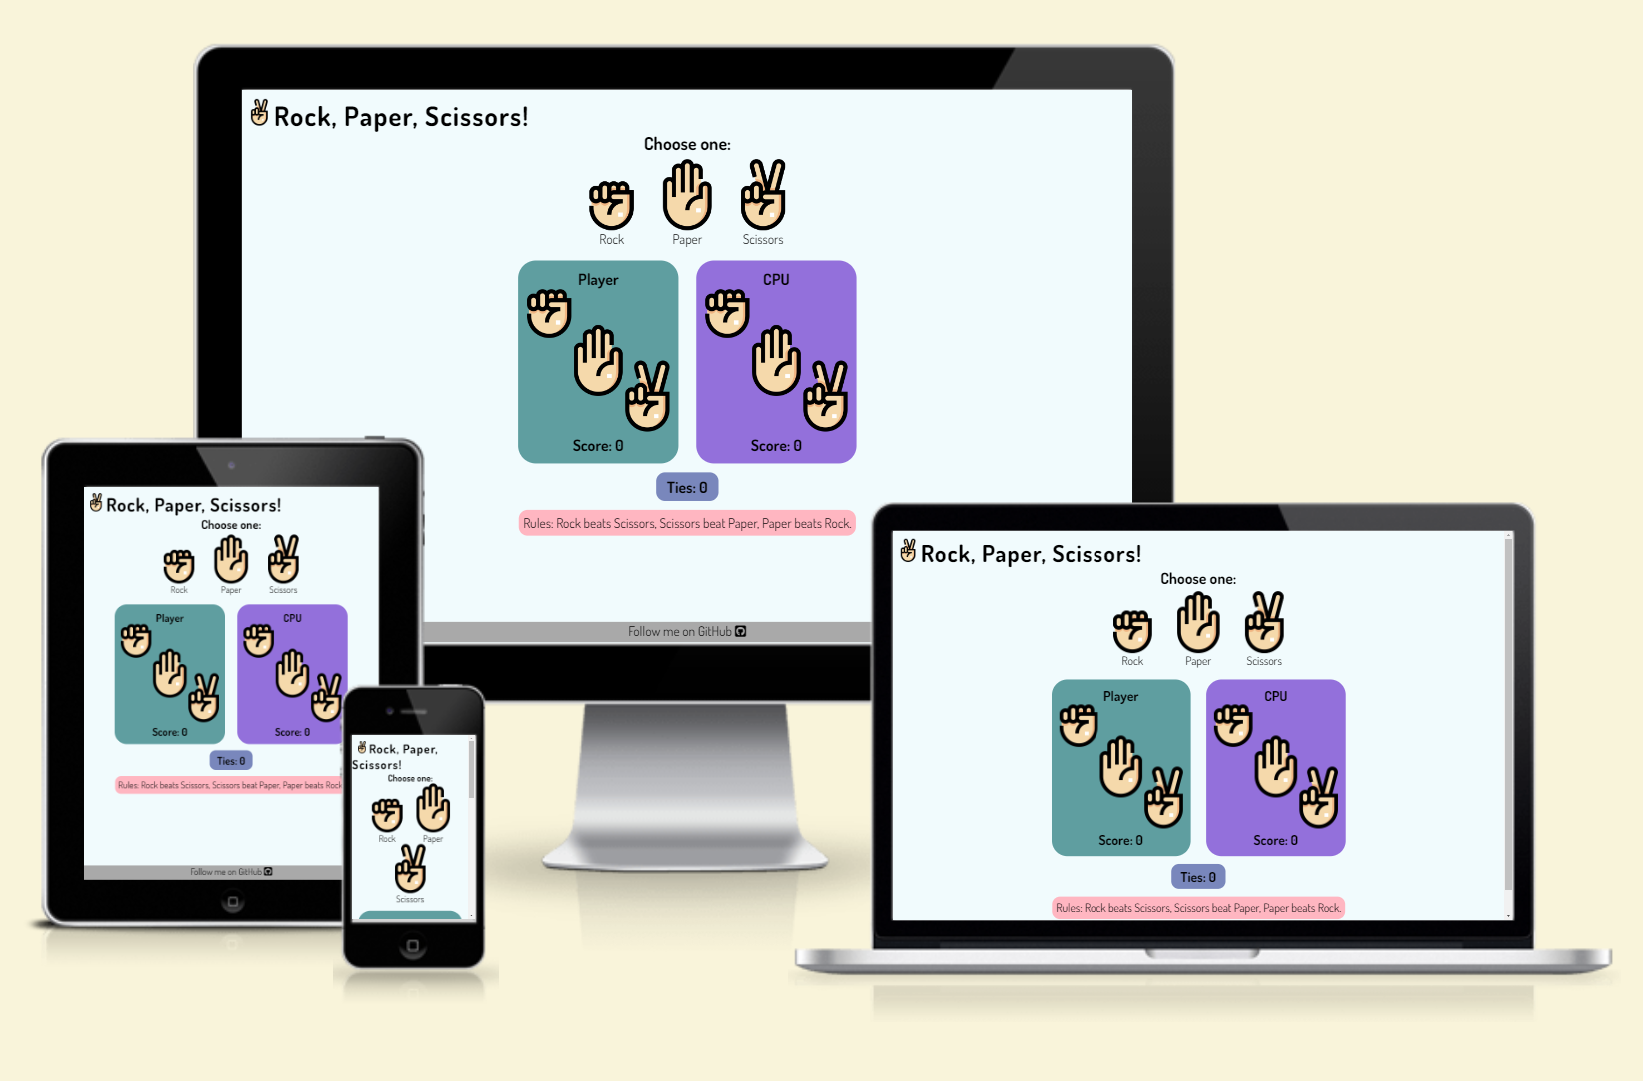 Rock, Paper, Scissors!
Choose one:
Rock Paper Scissors
Player CPU
Score: 0 Score: 0
Ties: 0
Rules: Rock beats Scissors, Scissors beat Paper, Paper beats Rock.
Follow me on GitHub
Rock, Paper, Scissors!
Choose one:
Rock Paper Scissors
Player CPU
Score: 0 Score: 0
Ties: 0
Rules: Rock beats Scissors, Scissors beat Paper, Paper beats Rock
Follow me on GitHub
Rock, Paper,
Scissors!
Choose one:
Rock Paper
Scissors
Rock, Paper, Scissors!
Choose one:
Rock Paper Scissors
Player CPU
Score: 0 Score: 0
Ties: 0
Rules: Rock beats Scissors, Scissors beat Paper, Paper beats Rock.